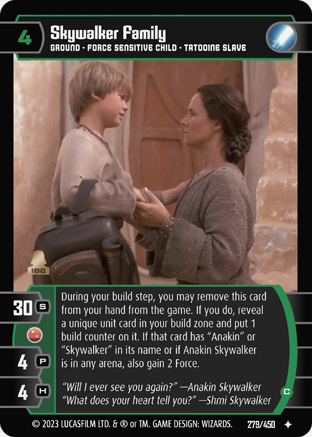 4
Skywalker Family
GROUND - FORCE SENSITIVE CHILD - TATOOINE SLAVE
100
30 S
During your build step, you may remove this card
from your hand from the game. If you do, reveal
a unique unit card in your build zone and put 1
build counter on it. If that card has "Anakin" or
"Skywalker" in its name or if Anakin Skywalker
is in any arena, also gain 2 Force.
4 P
4 H
"Will I ever see you again?" —Anakin Skywalker
"What does your heart tell you?" —Shmi Skywalker
C
© 2023 LUCASFILM LTD. & ® or TM. GAME DESIGN: WIZARDS.
279/450